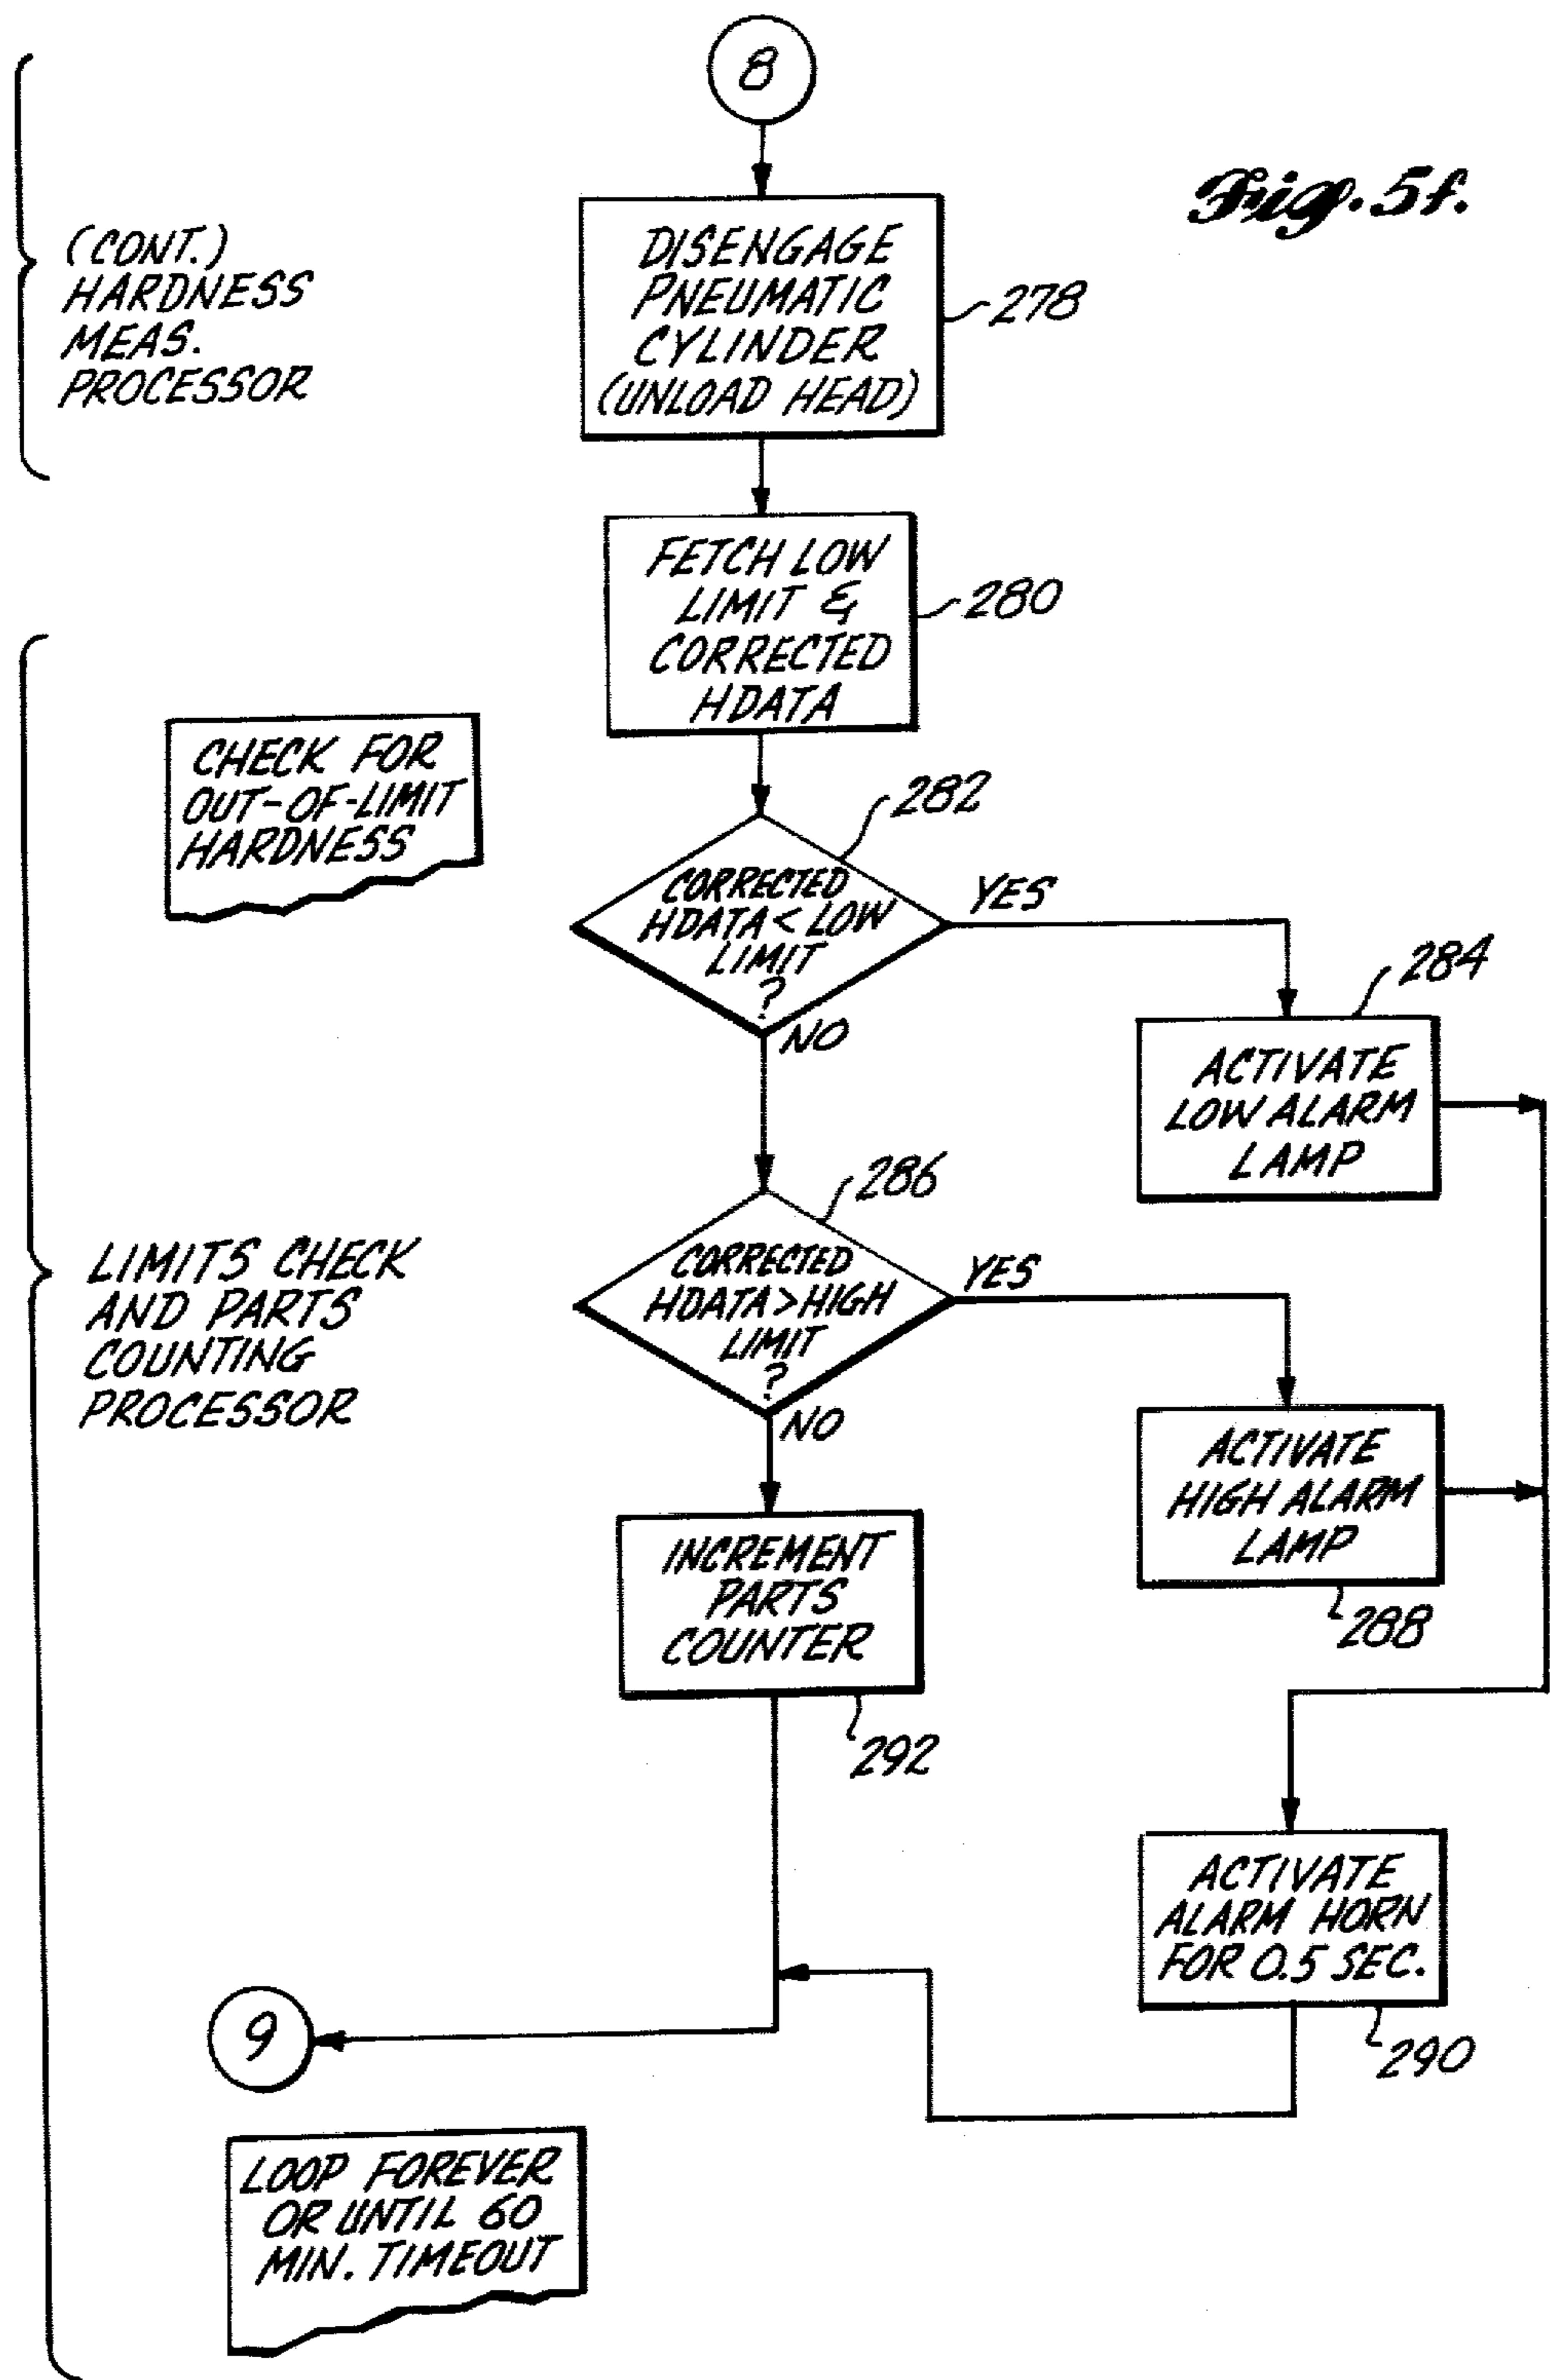 8
Fig. 5f.
(CONT.)
HARDNESS
MEAS.
PROCESSOR
DISENGAGE
PNEUMATIC
CYLINDER
(UNLOAD HEAD)
278
FETCH LOW
LIMIT &
CORRECTED
HDATA
280
CHECK FOR
OUT-OF-LIMIT
HARDNESS
282
CORRECTED
HDATA < LOW
LIMIT
?
YES
NO
284
ACTIVATE
LOW ALARM
LAMP
286
CORRECTED
HDATA > HIGH
LIMIT
?
YES
NO
LIMITS CHECK
AND PARTS
COUNTING
PROCESSOR
ACTIVATE
HIGH ALARM
LAMP
288
INCREMENT
PARTS
COUNTER
292
ACTIVATE
ALARM HORN
FOR 0.5 SEC.
290
9
LOOP FOREVER
OR UNTIL 60
MIN. TIMEOUT